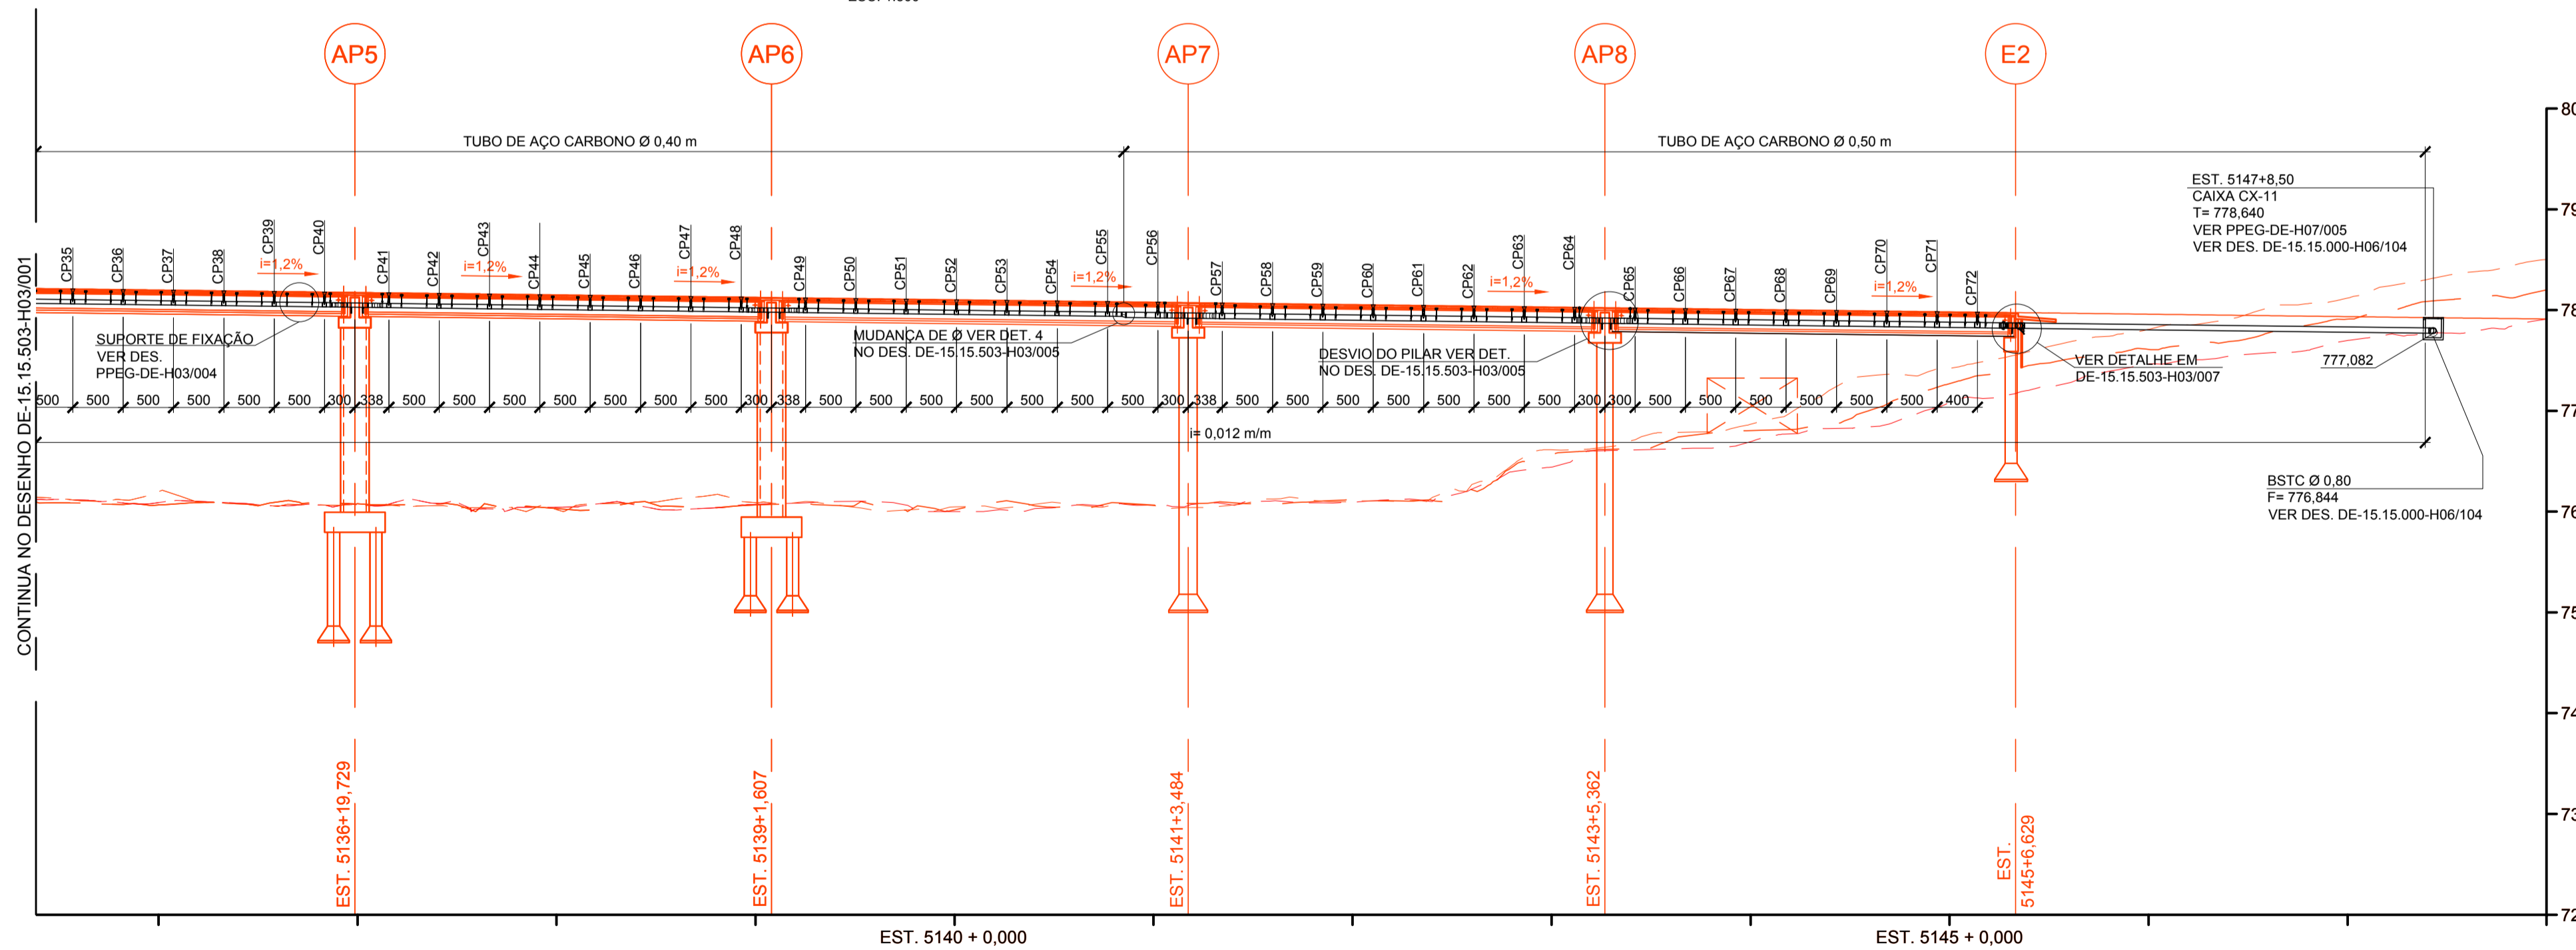 AP5
AP6
AP7
AP8
E2
TUBO DE AÇO CARBONO Ø 0,40 m
TUBO DE AÇO CARBONO Ø 0,50 m
EST. 5147+8,50
CAIXA CX-11
T= 778,640
VER PPEG-DE-H07/005
VER DES. DE-15.15.000-H06/104
CONTINUA NO DESENHO DE-15.15.503-H03/001
CP35
CP36
CP37
CP38
CP39
CP40
CP41
CP42
CP43
CP44
CP45
CP46
CP47
CP48
CP49
CP50
CP51
CP52
CP53
CP54
CP55
CP56
CP57
CP58
CP59
CP60
CP61
CP62
CP63
CP64
CP65
CP66
CP67
CP68
CP69
CP70
CP71
CP72
i=1,2%
i=1,2%
i=1,2%
i=1,2%
i=1,2%
i=1,2%
SUPORTE DE FIXAÇÃO
VER DES.
PPEG-DE-H03/004
MUDANÇA DE Ø VER DET. 4
NO DES. DE-15.15.503-H03/005
DESVIO DO PILAR VER DET.
NO DES. DE-15.15.503-H03/005
VER DETALHE EM
DE-15.15.503-H03/007
777,082
500 500 500 500 500 500 300 338 500 500 500 500 500 500 500 300 338 500 500 500 500 500 500 500 300 338 500 500 500 500 500 500 500 300 300 500 500 500 500 500 500 400
i= 0,012 m/m
BSTC Ø 0,80
F= 776,844
VER DES. DE-15.15.000-H06/104
EST. 5136+19,729
EST. 5139+1,607
EST. 5141+3,484
EST. 5143+5,362
EST.
5145+6,629
EST. 5140 + 0,000
EST. 5145 + 0,000